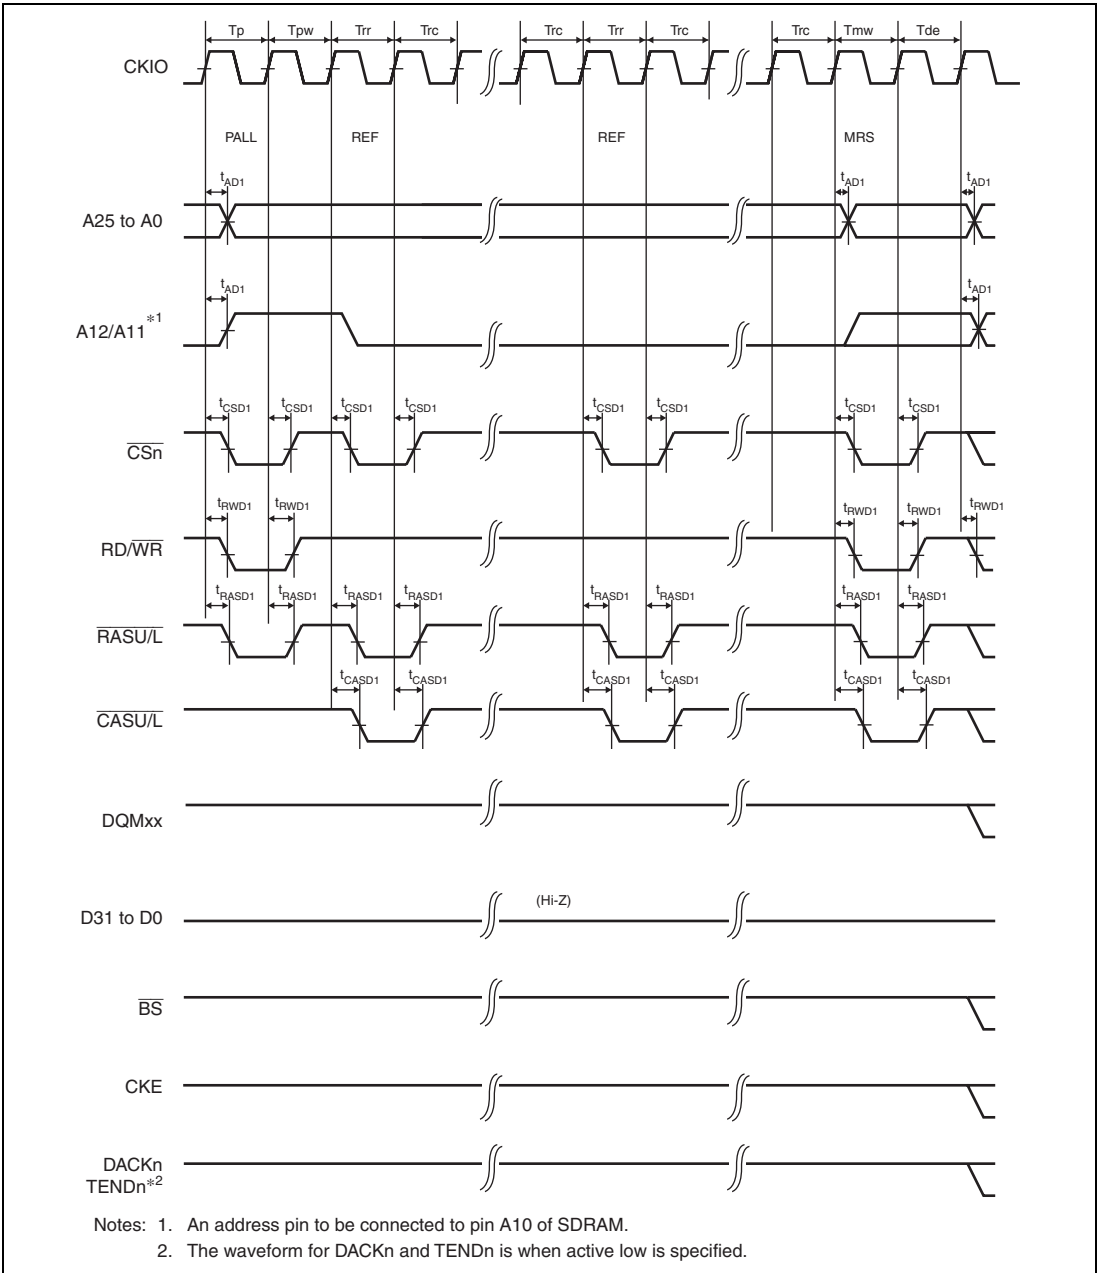 Tp Tpw Trr Trc Trc Trr Trc Trc Tmw Tde
CKIO
PALL REF REF MRS
tAD1 tAD1 tAD1
A25 to A0
tAD1 tAD1
A12/A11*1
tCSD1 tCSD1 tCSD1 tCSD1 tCSD1 tCSD1 tCSD1 tCSD1
CSn
tRWD1 tRWD1 tRWD1 tRWD1 tRWD1
RD/WR
tRASD1 tRASD1 tRASD1 tRASD1 tRASD1 tRASD1 tRASD1 tRASD1
RASU/L
tCASD1 tCASD1 tCASD1 tCASD1 tCASD1 tCASD1
CASU/L
DQMxx
(Hi-Z)
D31 to D0
BS
CKE
DACKn
TENDn*2
Notes: 1. An address pin to be connected to pin A10 of SDRAM.
2. The waveform for DACKn and TENDn is when active low is specified.